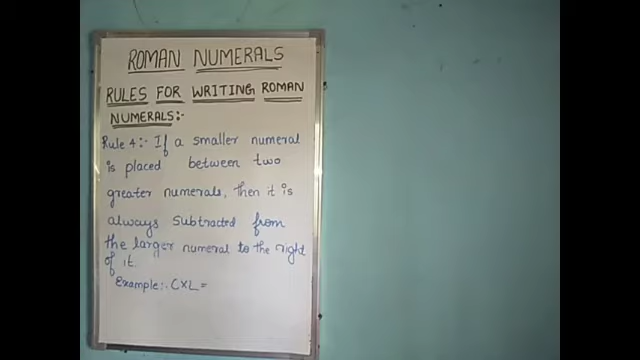 ROMAN NUMERALS
RULES FOR WRITING ROMAN
NUMERALS:-
Rule 4:- If a smaller numeral
is placed between two
greater numerals, then it is
always subtracted from
the larger numeral to the right
of it.
Example:- CXL =